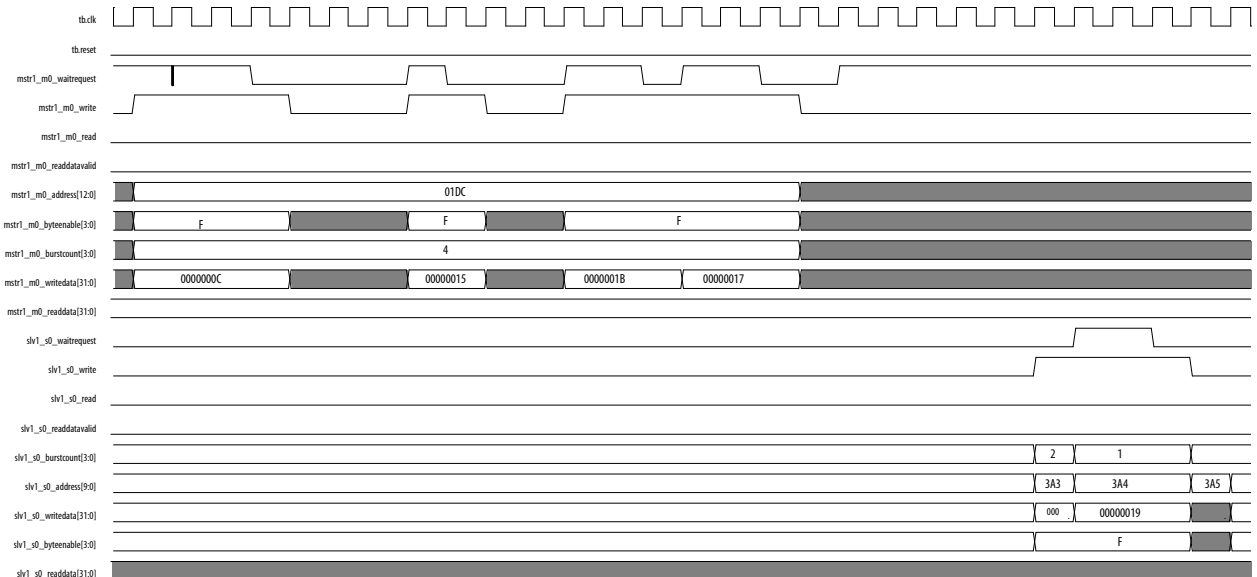 tb.clk
tb.reset
mstr1_m0_waitrequest
mstr1_m0_write
mstr1_m0_read
mstr1_m0_readdatavalid
mstr1_m0_address[12:0] 01DC
mstr1_m0_byteenable[3:0] F F F
mstr1_m0_burstcount[3:0] 4
mstr1_m0_writedata[31:0] 0000000C 00000015 0000001B 00000017
mstr1_m0_readdata[31:0]
slv1_s0_waitrequest
slv1_s0_write
slv1_s0_read
slv1_s0_readdatavalid
slv1_s0_burstcount[3:0] 2 1
slv1_s0_address[9:0] 3A3 3A4 3A5
slv1_s0_writedata[31:0] 000 . 00000019 .
slv1_s0_byteenable[3:0] F
slv1_s0_readdata[31:0]